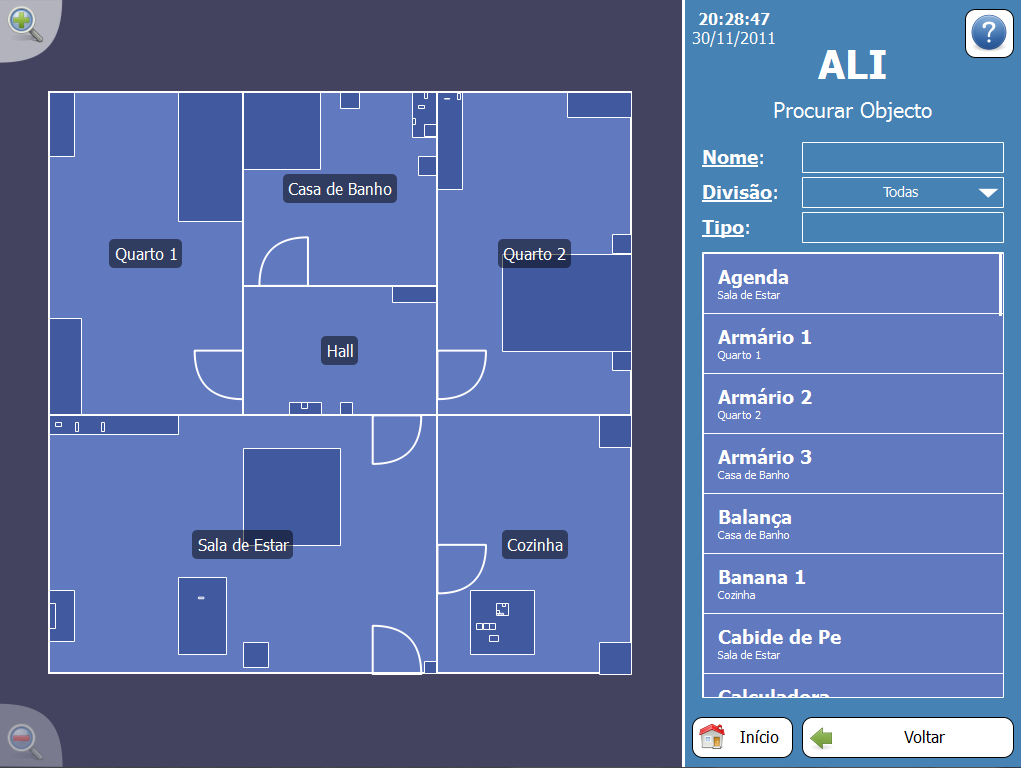 20:28:47
30/11/2011
ALI
Procurar Objecto
Nome:
Divisão: Todas
Tipo:
Agenda
Sala de Estar
Armário 1
Quarto 1
Armário 2
Quarto 2
Armário 3
Casa de Banho
Balança
Casa de Banho
Banana 1
Cozinha
Cabide de Pe
Sala de Estar
Calculadora
Início
Voltar
Casa de Banho
Quarto 1
Quarto 2
Hall
Sala de Estar
Cozinha